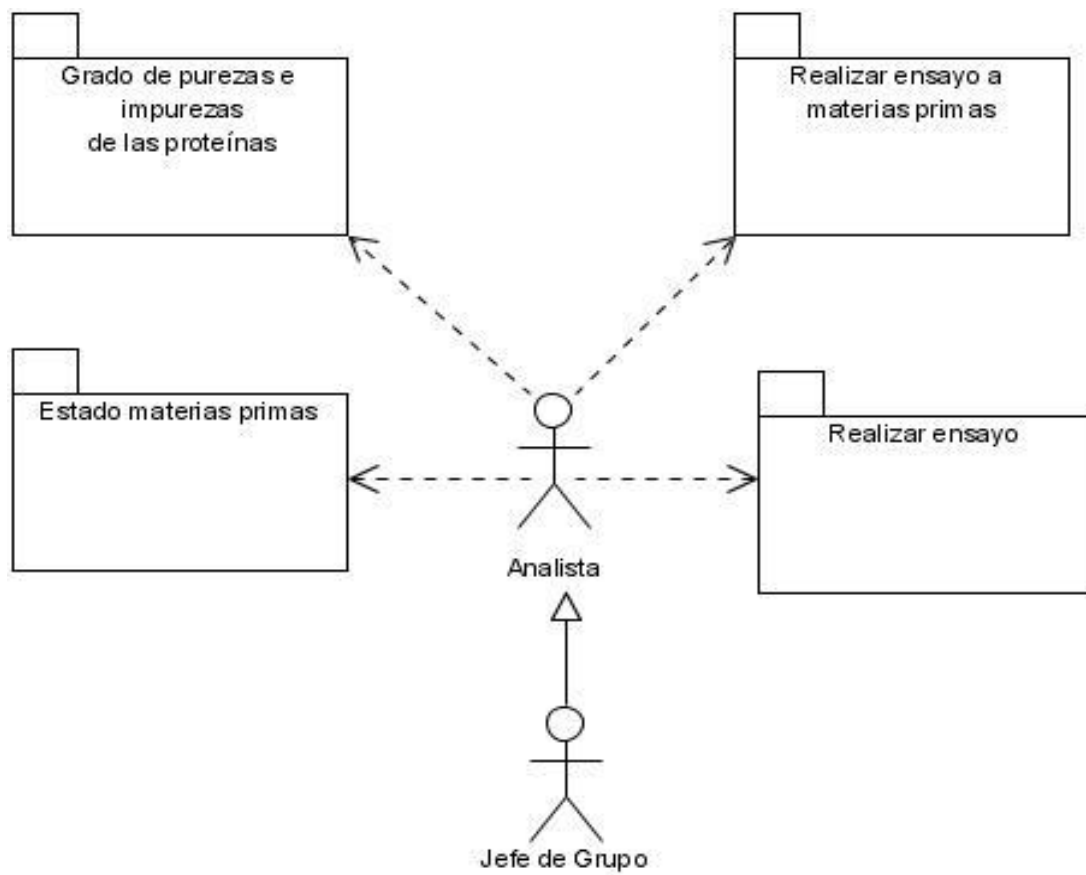 Grado de purezas e
impurezas
de las proteínas
Realizar ensayo a
materias primas
Estado materias primas
Realizar ensayo
Analista
Jefe de Grupo